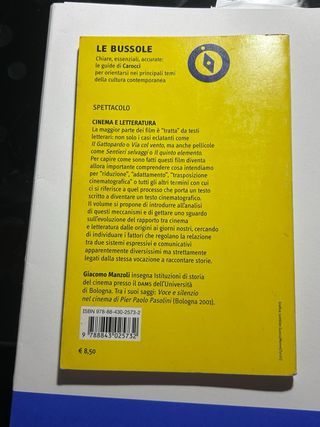 LE BUSSOLE
Chiare, essenziali, accurate:
le guide di Carocci
per orientarsi nei principali temi
della cultura contemporanea
SPETTACOLO
CINEMA E LETTERATURA
La maggior parte dei film è "tratta" da testi
letterari: non solo i casi eclatanti come
Il Gattopardo o Via col vento, ma anche pellicole
come Sentieri selvaggi o Il quinto elemento.
Per capire come sono fatti questi film diventa
allora importante comprendere cosa intendiamo
per "riduzione", "adattamento", "trasposizione
cinematografica" o tutti gli altri termini con cui
ci si riferisce a quel processo che porta un testo
scritto a diventare un testo cinematografico.
Il volume si propone di introdurre all'analisi
di questi meccanismi e di gettare uno sguardo
sull'evoluzione del rapporto tra cinema
e letteratura dalle origini ai giorni nostri, cercando
di individuare i fattori che regolano la relazione
tra due sistemi espressivi e comunicativi
apparentemente diversissimi ma strettamente
legati dalla stessa vocazione a raccontare storie.
Giacomo Manzoli insegna Istituzioni di storia
del cinema presso il DAMS dell'Università
di Bologna. Tra i suoi saggi: Voce e silenzio
nel cinema di Pier Paolo Pasolini (Bologna 2001).
ISBN 978-88-430-2573-2
9 788843 025732
€ 8,50